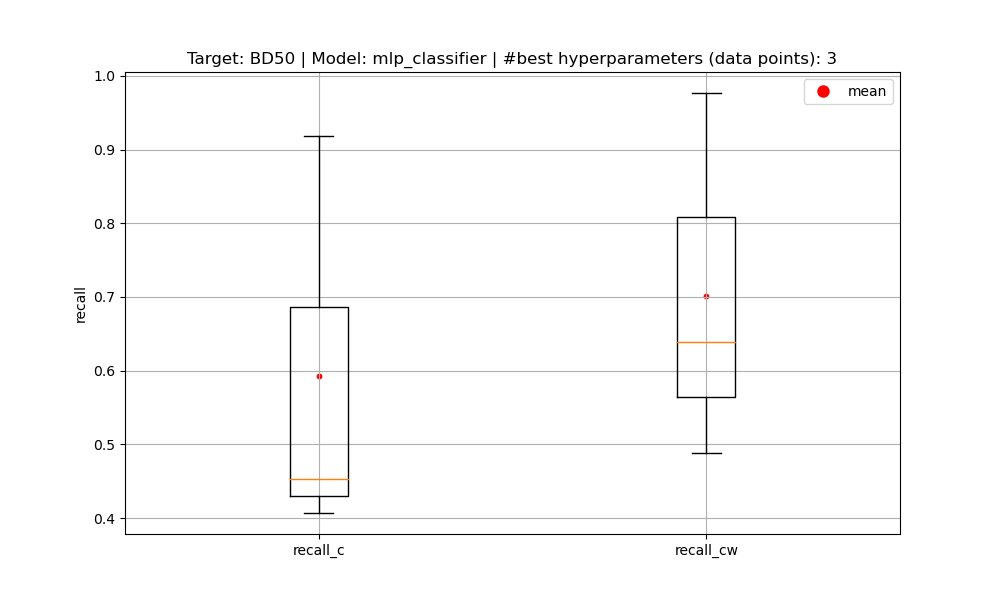 Target: BD50 | Model: mlp_classifier | #best hyperparameters (data points): 3
mean
1.0
0.9
0.8
0.7
0.6
0.5
0.4
recall
recall_c
recall_cw